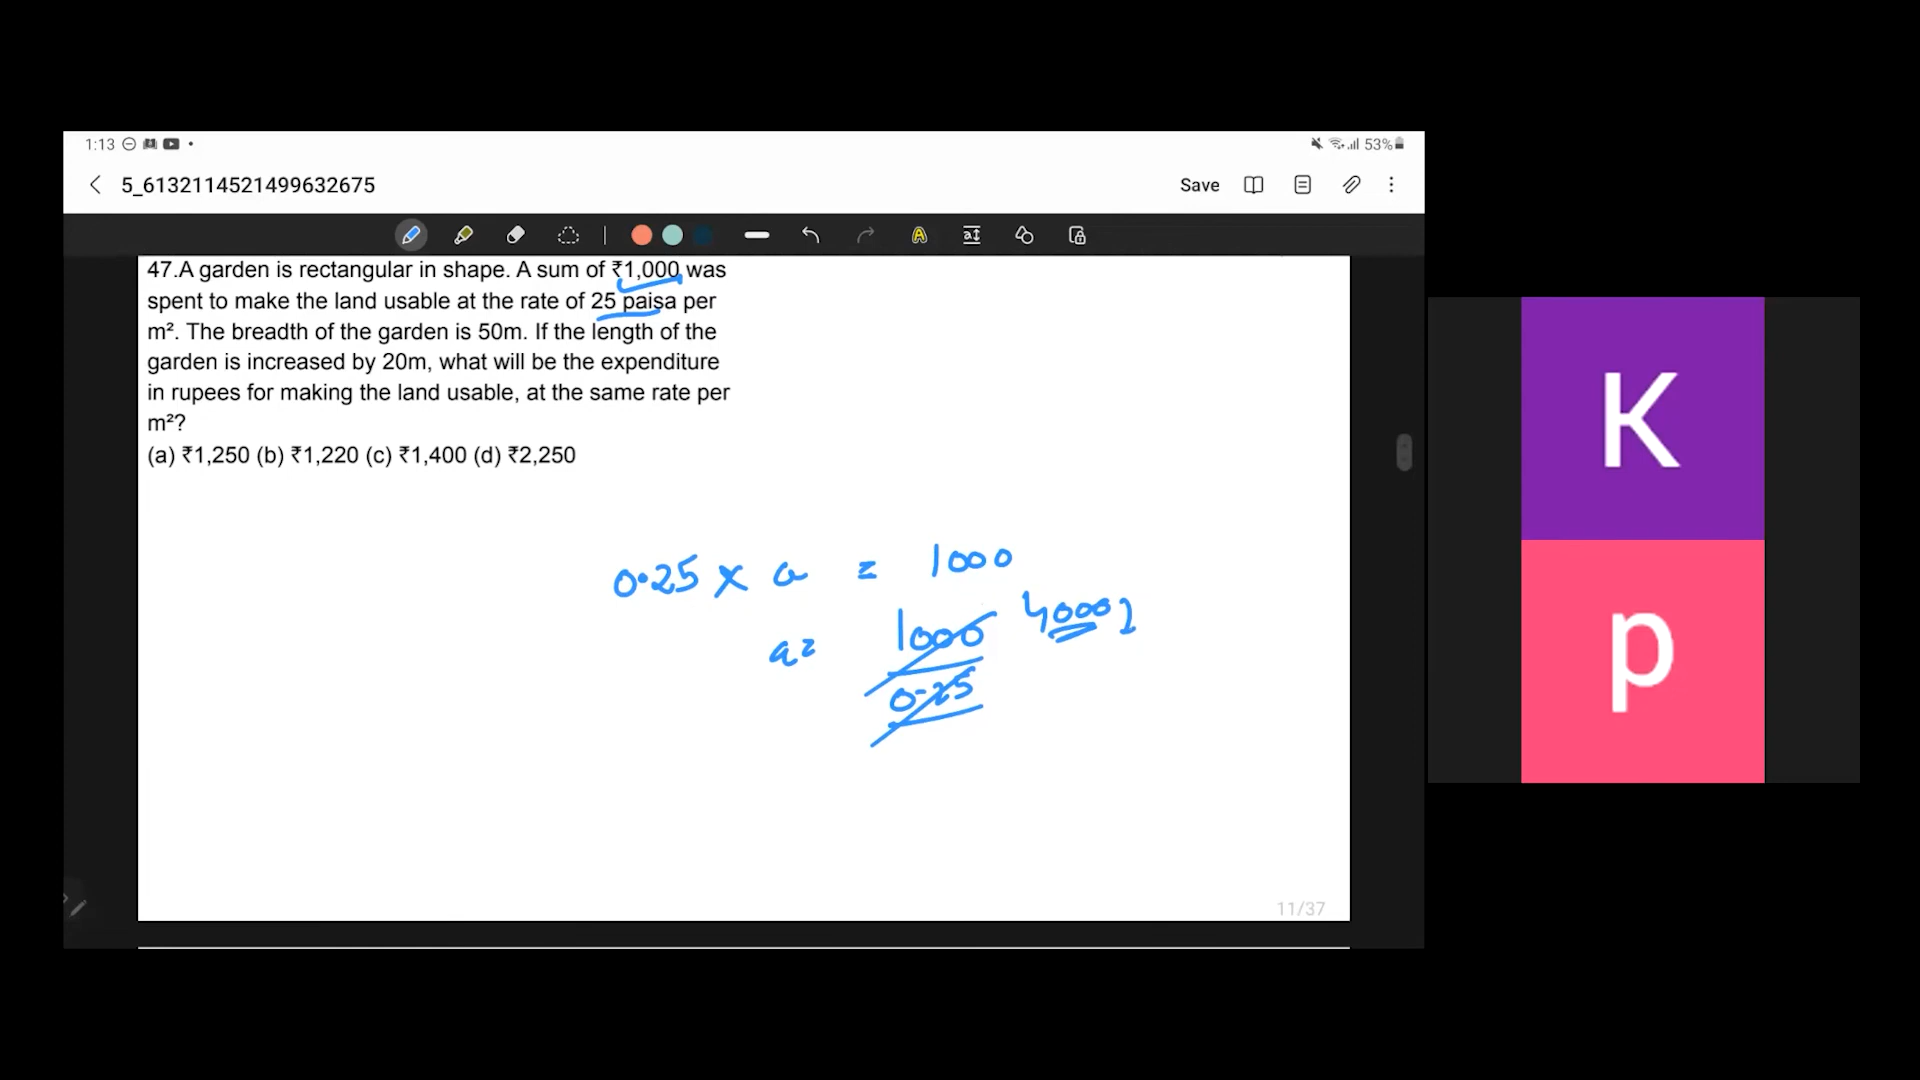 1:13 53%
5_6132114521499632675 Save
47.A garden is rectangular in shape. A sum of ₹1,000 was
spent to make the land usable at the rate of 25 paisa per
m². The breadth of the garden is 50m. If the length of the
garden is increased by 20m, what will be the expenditure
in rupees for making the land usable, at the same rate per
m²?
(a) ₹1,250 (b) ₹1,220 (c) ₹1,400 (d) ₹2,250
0.25 x a = 1000
a = 1000 4000
0.25
11/37
K
p